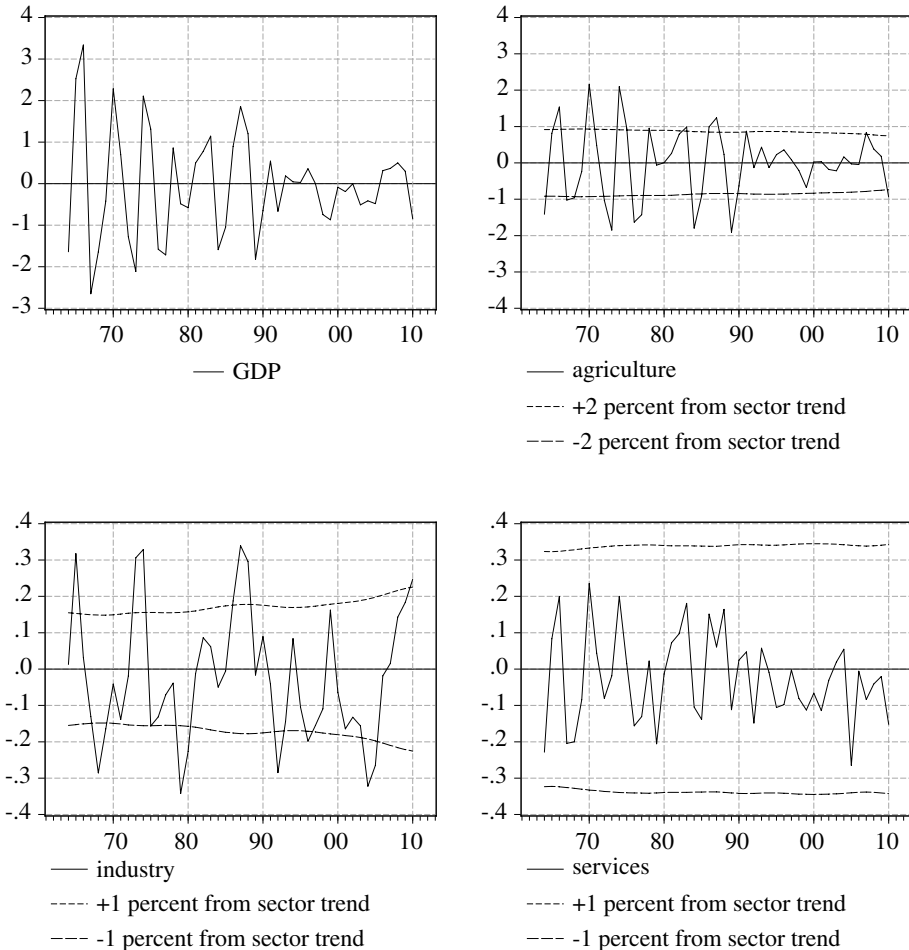 4
3
2
1
0
-1
-2
-3
70 80 90 00 10
GDP
4
3
2
1
0
-1
-2
-3
-4
70 80 90 00 10
agriculture
+2 percent from sector trend
-2 percent from sector trend
.4
.3
.2
.1
.0
-.1
-.2
-.3
-.4
70 80 90 00 10
industry
+1 percent from sector trend
-1 percent from sector trend
.4
.3
.2
.1
.0
-.1
-.2
-.3
-.4
70 80 90 00 10
services
+1 percent from sector trend
-1 percent from sector trend